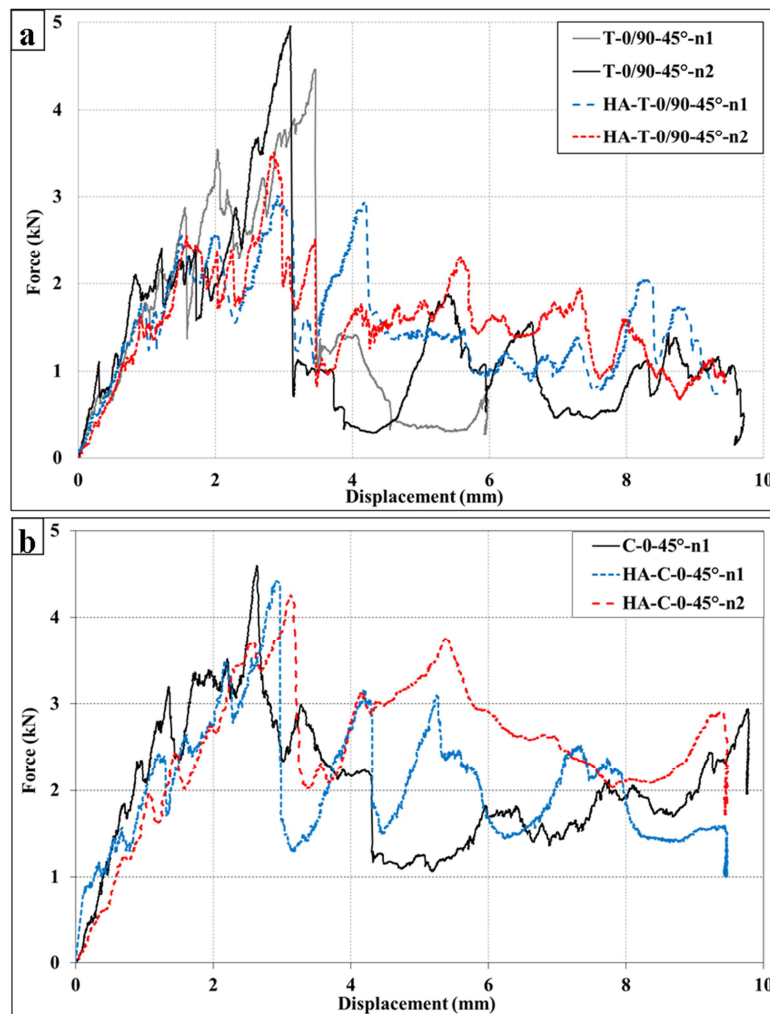 a
5
4
3
2
1
0
Force (kN)
T-0/90-45°-n1
T-0/90-45°-n2
HA-T-0/90-45°-n1
HA-T-0/90-45°-n2
0 2 4 6 8 10
Displacement (mm)
b
5
4
3
2
1
0
Force (kN)
C-0-45°-n1
HA-C-0-45°-n1
HA-C-0-45°-n2
0 2 4 6 8 10
Displacement (mm)